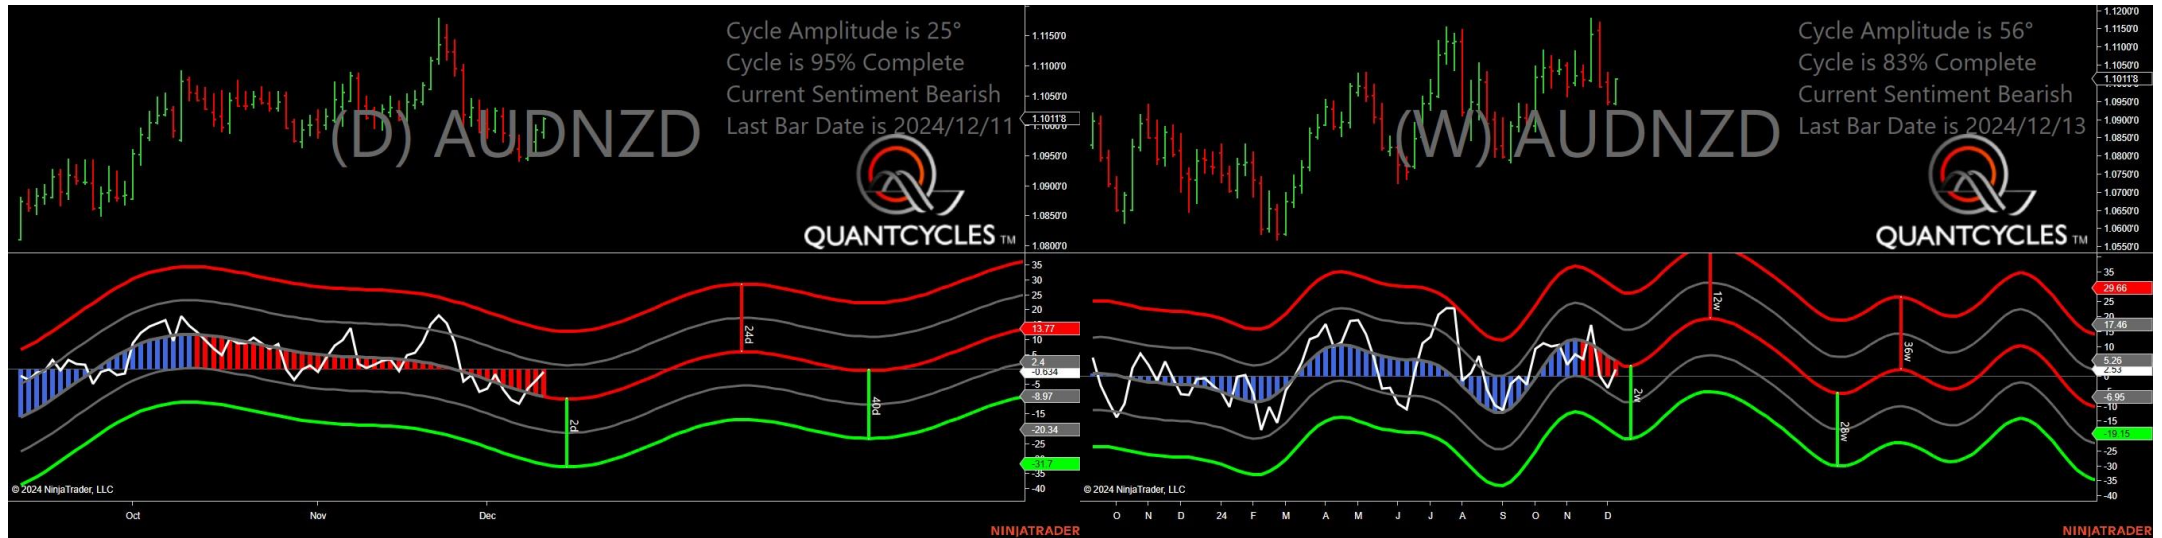 Cycle Amplitude is 25°
Cycle is 95% Complete
Current Sentiment Bearish
Last Bar Date is 2024/12/11
(D) AUDNZD
QUANTCYCLES TM
1.1150'0
1.1100'0
1.1050'0
1.1011'8
1.1000'0
1.0950'0
1.0900'0
1.0850'0
1.0800'0
35
30
25
20
15
13.77
10
5
2.4
-0.634
-5
-8.97
-15
-20.34
-25
-31.7
-35
-40
24d
2d
40d
© 2024 NinjaTrader, LLC
Oct Nov Dec
NINJATRADER
Cycle Amplitude is 56°
Cycle is 83% Complete
Current Sentiment Bearish
Last Bar Date is 2024/12/13
(W) AUDNZD
QUANTCYCLES TM
1.1200'0
1.1150'0
1.1100'0
1.1050'0
1.1011'8
1.0950'0
1.0900'0
1.0850'0
1.0800'0
1.0750'0
1.0700'0
1.0650'0
1.0600'0
1.0550'0
35
29.66
25
20
17.46
10
5.26
2.53
0
-6.95
-10
-15
-19.15
-25
-30
-35
-40
12w
36w
2w
28w
© 2024 NinjaTrader, LLC
O N D 24 F M A M J J A S O N D
NINJATRADER